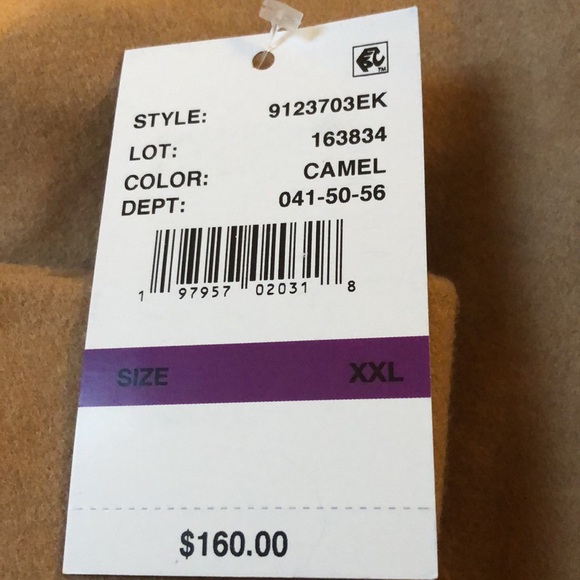 STYLE: 9123703EK
LOT: 163834
COLOR: CAMEL
DEPT: 041-50-56
1 97957 02031 8
SIZE XXL
$160.00